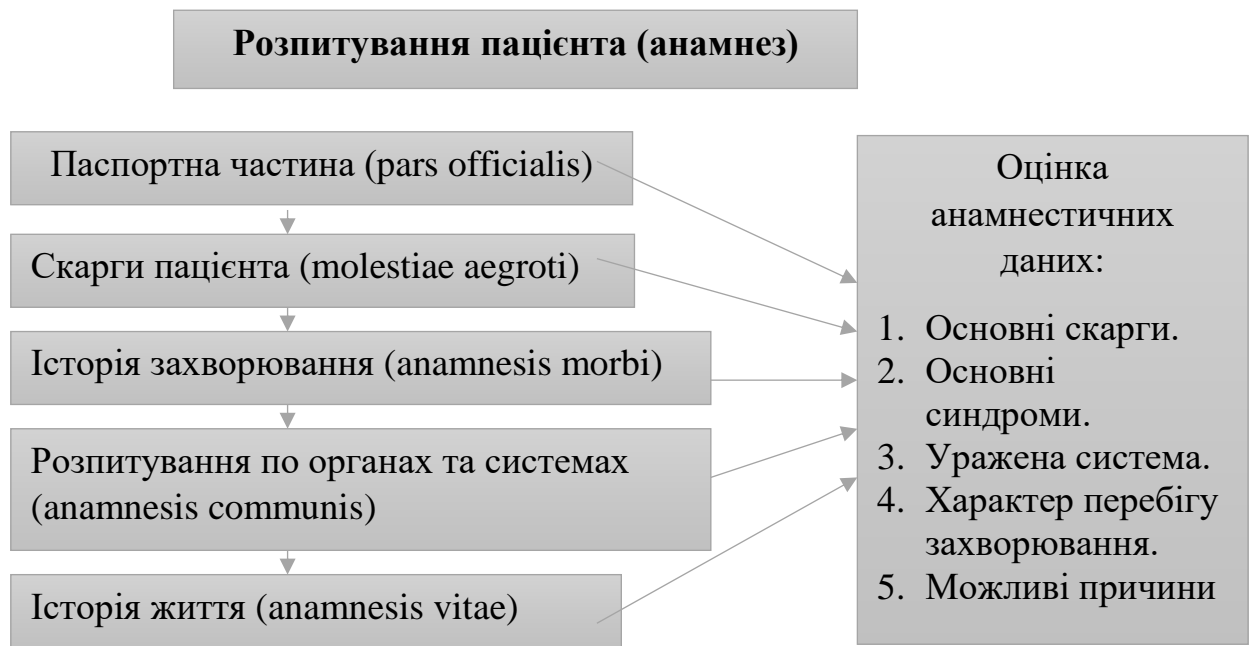 Розпитування пацієнта (анамнез)
Паспортна частина (pars officialis)
Скарги пацієнта (molestiae aegroti)
Історія захворювання (anamnesis morbi)
Розпитування по органах та системах
(anamnesis communis)
Історія життя (anamnesis vitae)
Оцінка
анамнестичних
даних:
1. Основні скарги.
2. Основні
синдроми.
3. Уражена система.
4. Характер перебігу
захворювання.
5. Можливі причини